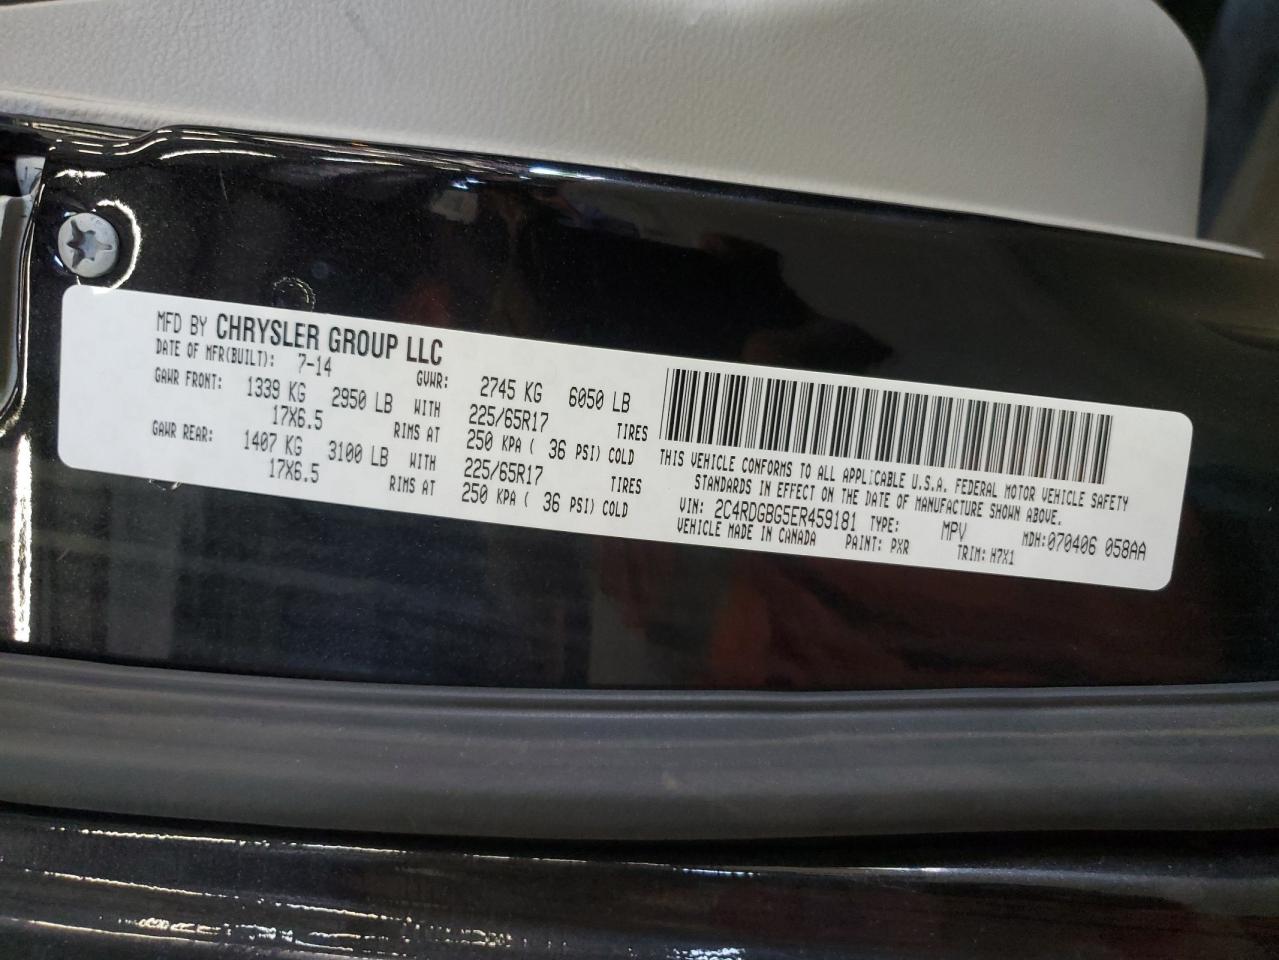 MFD BY CHRYSLER GROUP LLC
DATE OF MFR(BUILT): 7-14 GVWR: 2745 KG 6050 LB
GAWR FRONT: 1339 KG 2950 LB WITH 225/65R17 TIRES
17X6.5 RIMS AT 250 KPA ( 36 PSI) COLD
GAWR REAR: 1407 KG 3100 LB WITH 225/65R17 TIRES
17X6.5 RIMS AT 250 KPA ( 36 PSI) COLD
THIS VEHICLE CONFORMS TO ALL APPLICABLE U.S.A. FEDERAL MOTOR VEHICLE SAFETY
STANDARDS IN EFFECT ON THE DATE OF MANUFACTURE SHOWN ABOVE.
VIN: 2C4RDGBG5ER459181 TYPE: MPV MDH:070406 058AA
VEHICLE MADE IN CANADA PAINT: PXR TRIM: H7X1